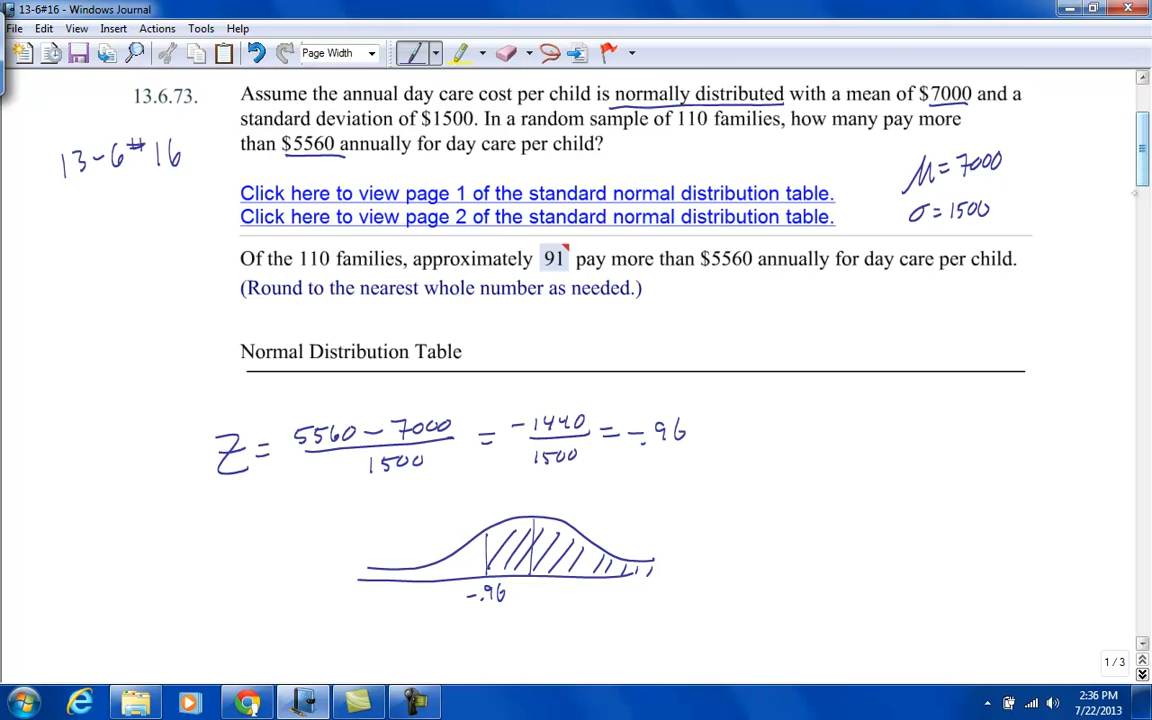 13-6#16 - Windows Journal
File Edit View Insert Actions Tools Help
Page Width
13.6.73. Assume the annual day care cost per child is normally distributed with a mean of $7000 and a
standard deviation of $1500. In a random sample of 110 families, how many pay more
than $5560 annually for day care per child?
13-6#16
μ=7000
σ=1500
Click here to view page 1 of the standard normal distribution table.
Click here to view page 2 of the standard normal distribution table.
Of the 110 families, approximately 91 pay more than $5560 annually for day care per child.
(Round to the nearest whole number as needed.)
Normal Distribution Table
Z = 5560-7000 / 1500 = -1440 / 1500 = -.96
-.96
1 / 3
2:36 PM
7/22/2013